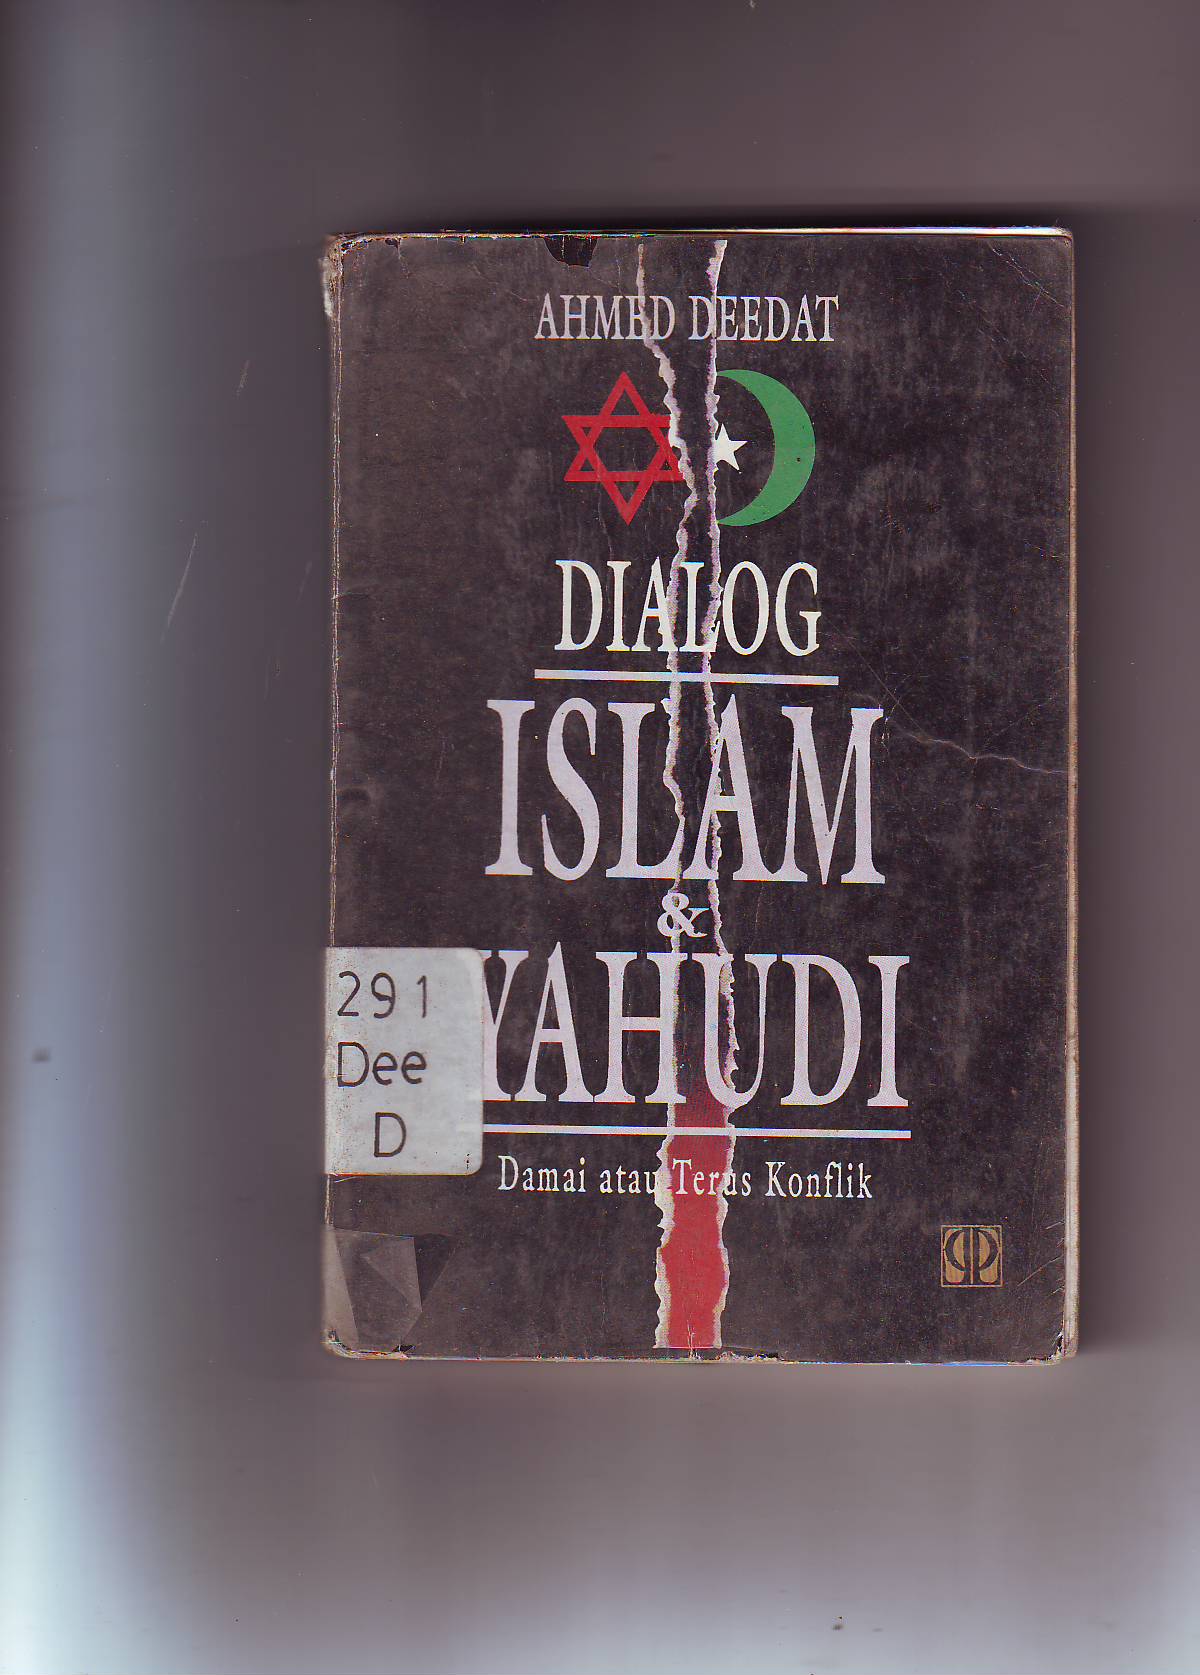 AHMED DEEDAT
DIALOG
ISLAM
&
YAHUDI
Damai atau Terus Konflik
291
Dee
D